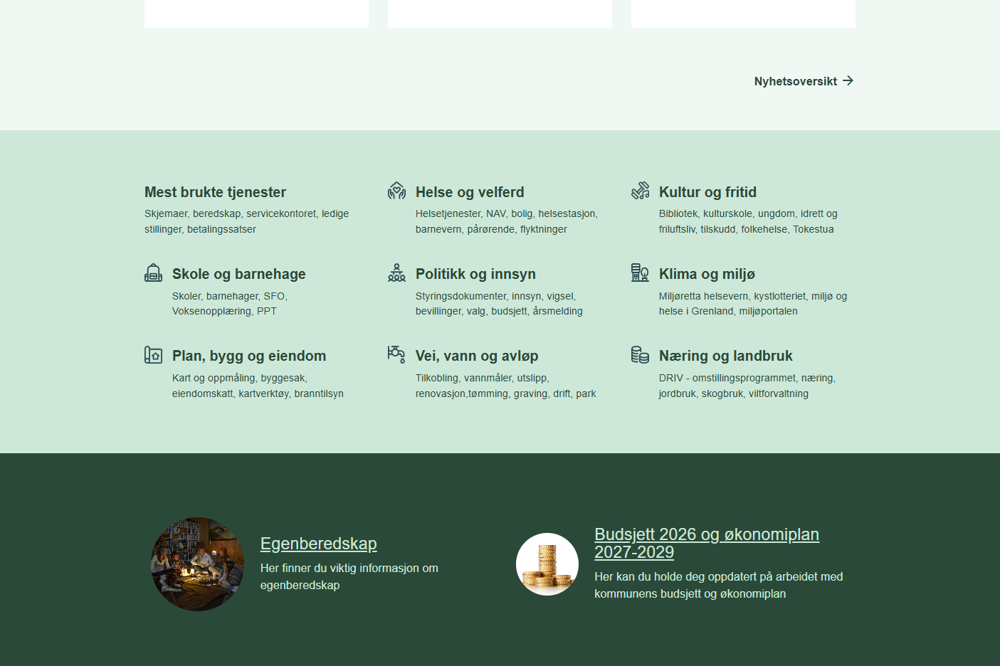 Nyhetsoversikt
Mest brukte tjenester
Skjemaer, beredskap, servicekontoret, ledige
stillinger, betalingssatser
Helse og velferd
Helsetjenester, NAV, bolig, helsestasjon,
barnevern, pårørende, flyktninger
Kultur og fritid
Bibliotek, kulturskole, ungdom, idrett og
friluftsliv, tilskudd, folkehelse, Tokestua
Skole og barnehage
Skoler, barnehager, SFO,
Voksenopplæring, PPT
Politikk og innsyn
Styringsdokumenter, innsyn, vigsel,
bevillinger, valg, budsjett, årsmelding
Klima og miljø
Miljøretta helsevern, kystlotteriet, miljø og
helse i Grenland, miljøportalen
Plan, bygg og eiendom
Kart og oppmåling, byggesak,
eiendomskatt, kartverktøy, branntilsyn
Vei, vann og avløp
Tilkobling, vannmåler, utslipp,
renovasjon,tømming, graving, drift, park
Næring og landbruk
DRIV - omstillingsprogrammet, næring,
jordbruk, skogbruk, viltforvaltning
Egenberedskap
Her finner du viktig informasjon om
egenberedskap
Budsjett 2026 og økonomiplan
2027-2029
Her kan du holde deg oppdatert på arbeidet med
kommunens budsjett og økonomiplan